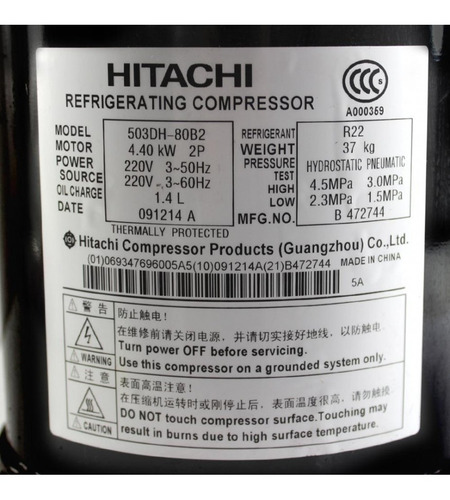 HITACHI
REFRIGERATING COMPRESSOR
CCC S
A000359
MODEL 503DH-80B2
MOTOR 4.40 kW 2P
POWER SOURCE 220V 3~50Hz
220V 3~60Hz
OIL CHARGE 1.4 L
DATE 091214 A
REFRIGERANT R22
WEIGHT 37 kg
PRESSURE TEST HYDROSTATIC PNEUMATIC
HIGH 4.5MPa 3.0MPa
LOW 2.3MPa 1.5MPa
MFG.NO. B 472744
THERMALLY PROTECTED
Hitachi Compressor Products (Guangzhou) Co.,Ltd.
(01)069347696005A5(10)091214A(21)B472744 MADE IN CHINA
5A
警告
WARNING
防止触电!
在维修前请关闭电源，并请切实接好地线，以防触电.
Turn power OFF before servicing.
Use this compressor on a grounded system only.
注意
CAUTION
表面高温注意!
在压缩机运转时或刚停止后，表面温度很高，请勿触摸.
DO NOT touch compressor surface.Touching may
result in burns due to high surface temperature.